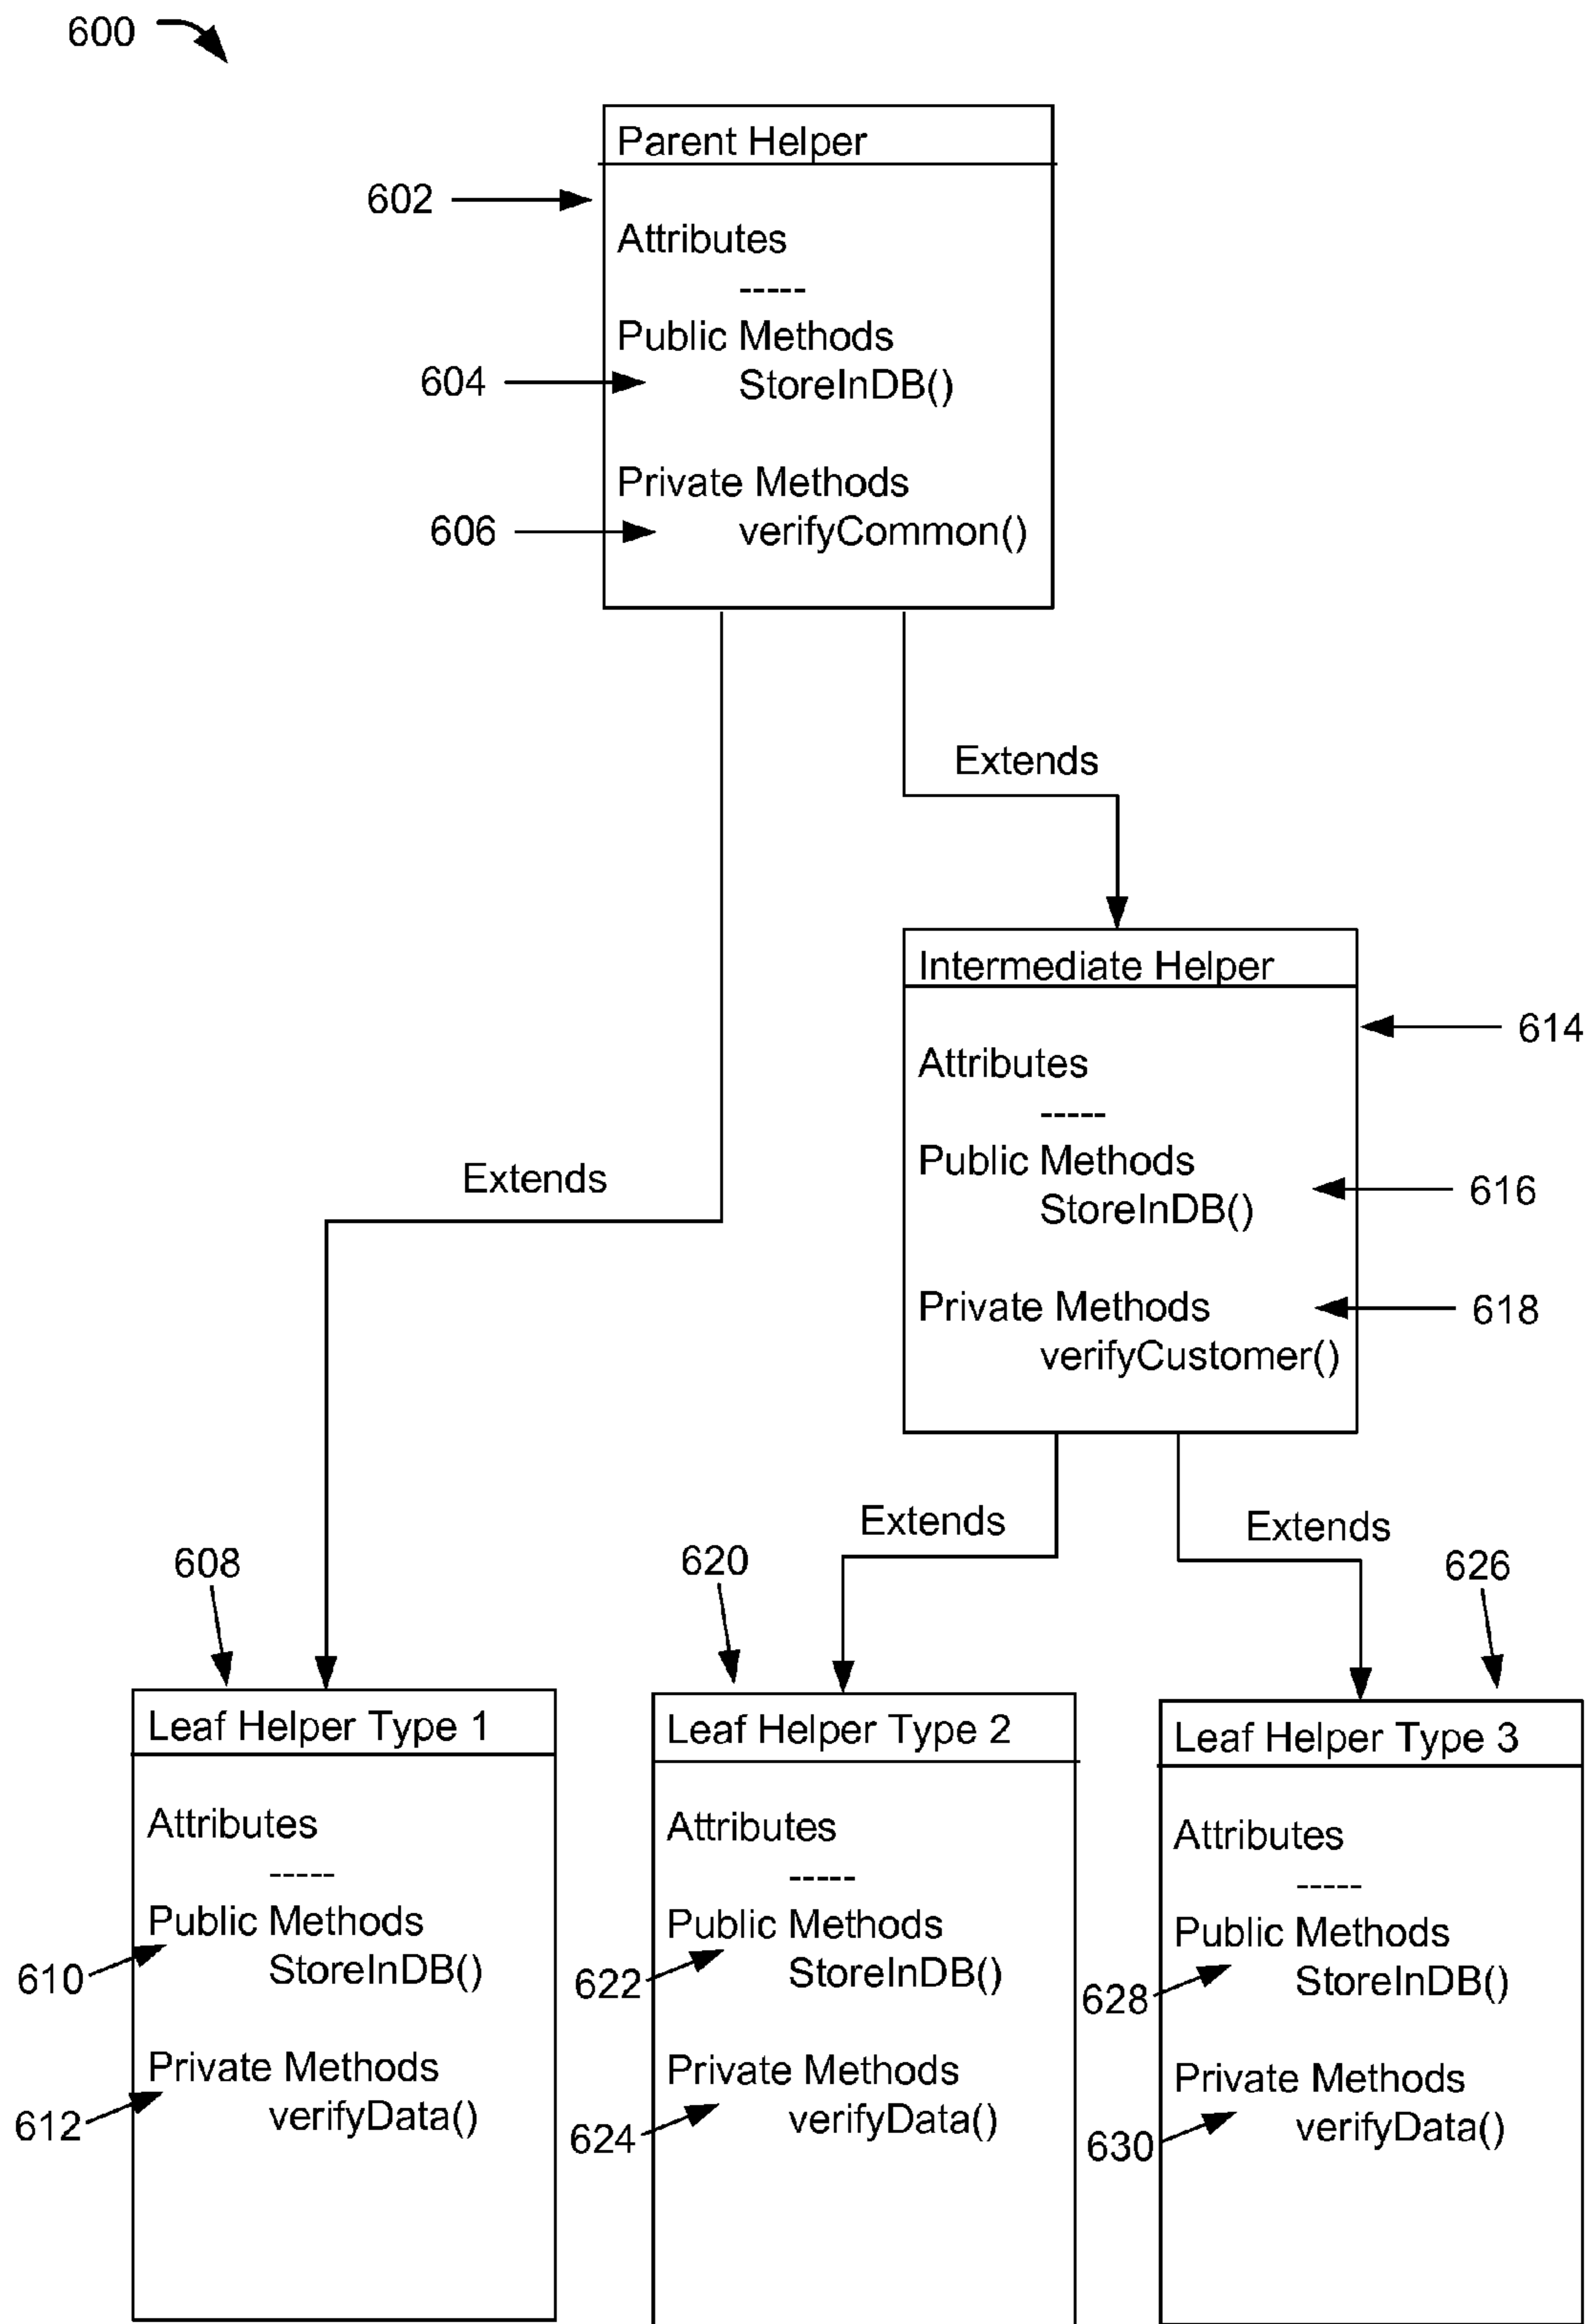 600
Parent Helper
602
Attributes
-----
Public Methods
604
StoreInDB()
Private Methods
606
verifyCommon()
Extends
Intermediate Helper
614
Attributes
-----
Public Methods
616
StoreInDB()
Private Methods
618
verifyCustomer()
Extends
Extends
Extends
608
Leaf Helper Type 1
Attributes
-----
Public Methods
610
StoreInDB()
Private Methods
612
verifyData()
620
Leaf Helper Type 2
Attributes
-----
Public Methods
622
StoreInDB()
Private Methods
624
verifyData()
626
Leaf Helper Type 3
Attributes
-----
Public Methods
628
StoreInDB()
Private Methods
630
verifyData()